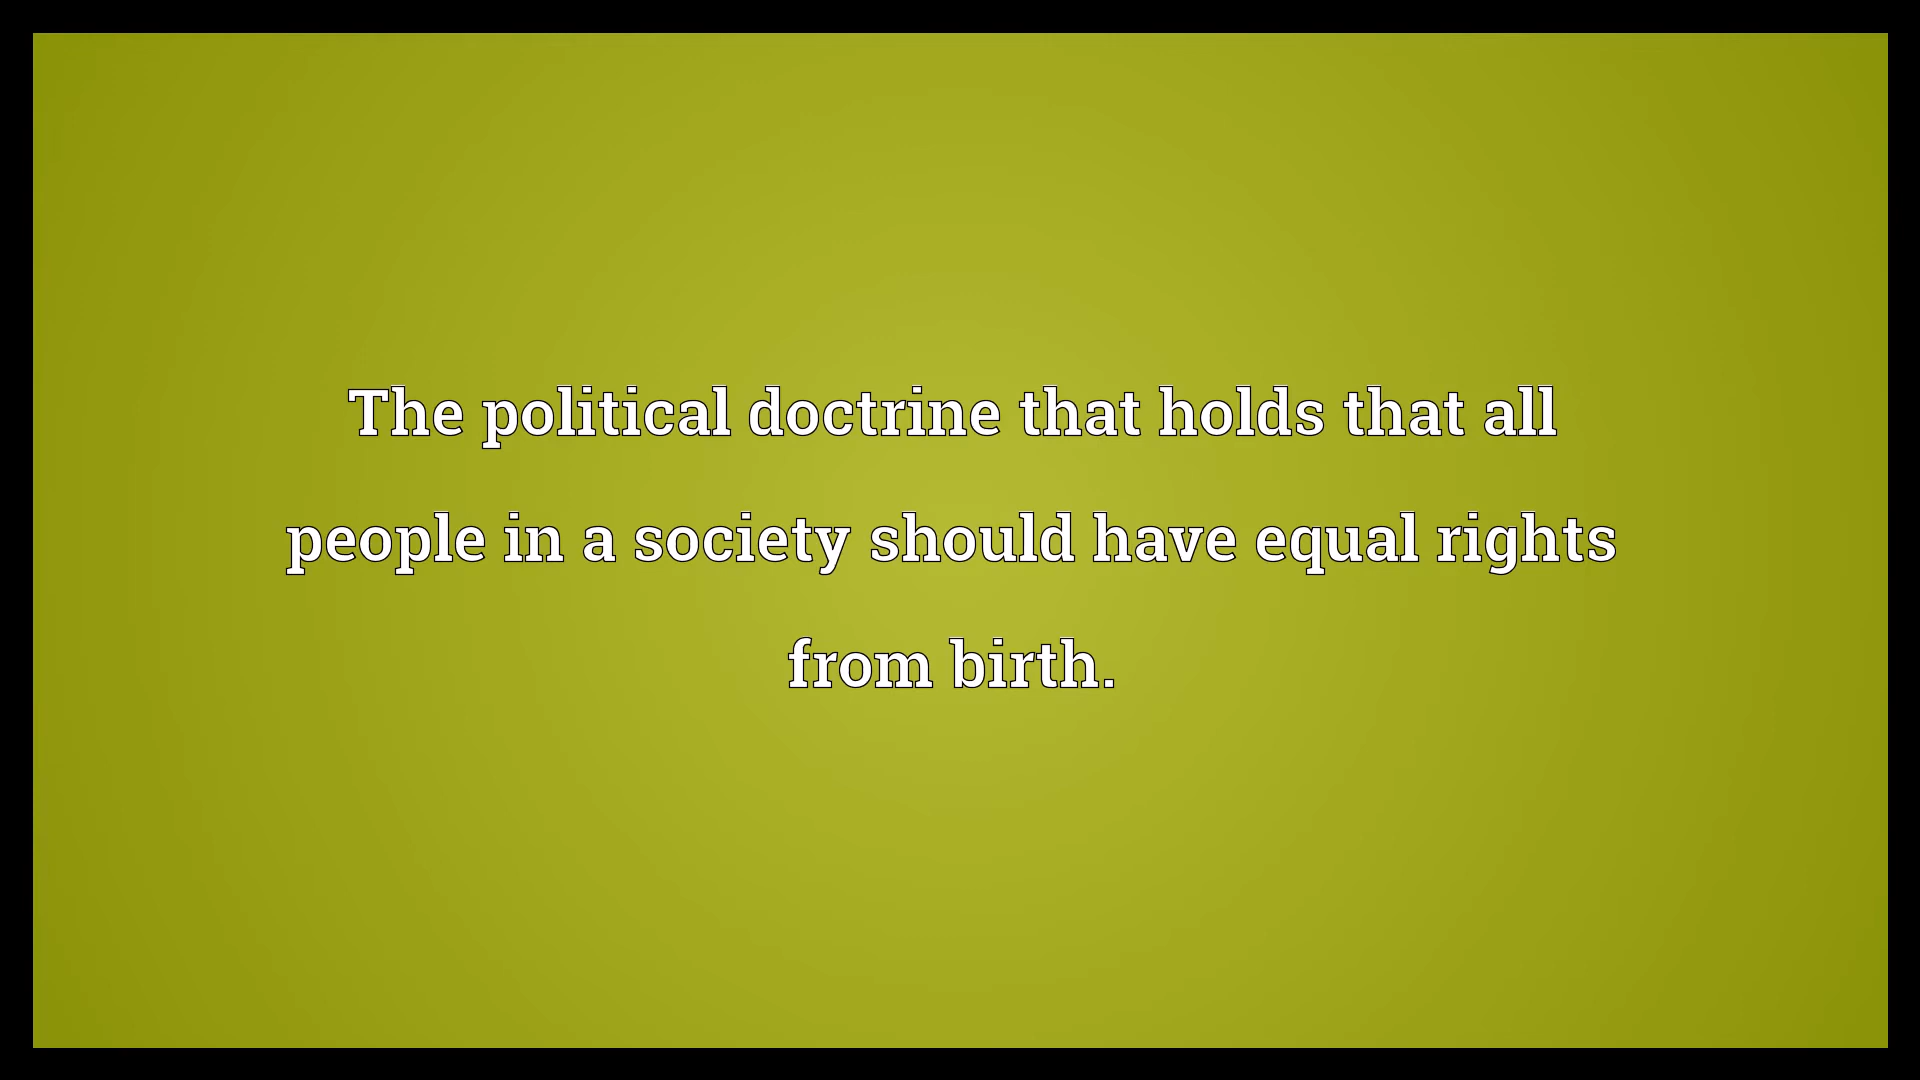 The political doctrine that holds that all
people in a society should have equal rights
from birth.